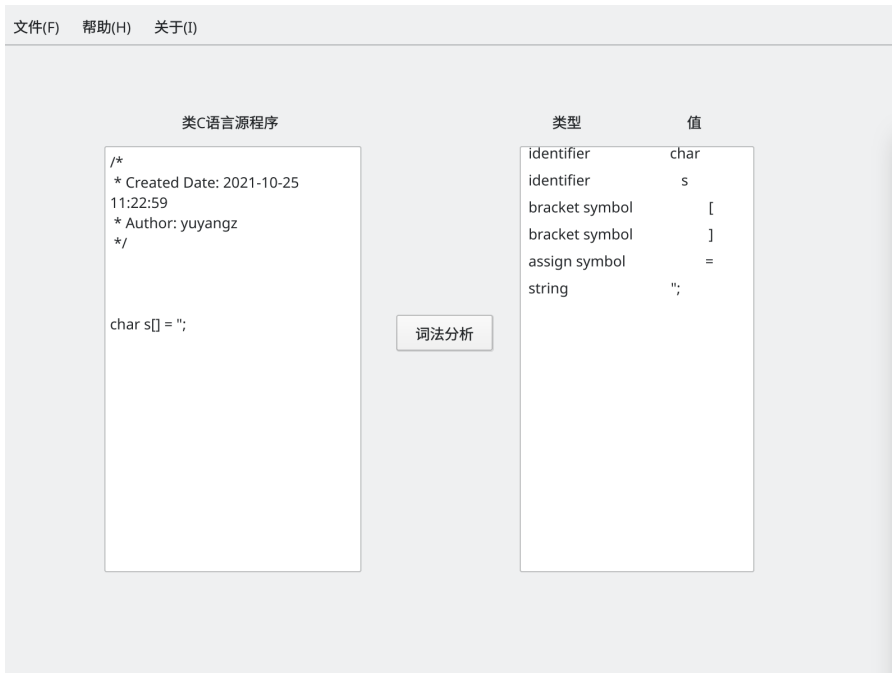 文件(F) 帮助(H) 关于(I)
类C语言源程序
/*
* Created Date: 2021-10-25
11:22:59
* Author: yuyangz
*/
char s[] = ";
词法分析
类型 值
identifier char
identifier s
bracket symbol [
bracket symbol ]
assign symbol =
string ";